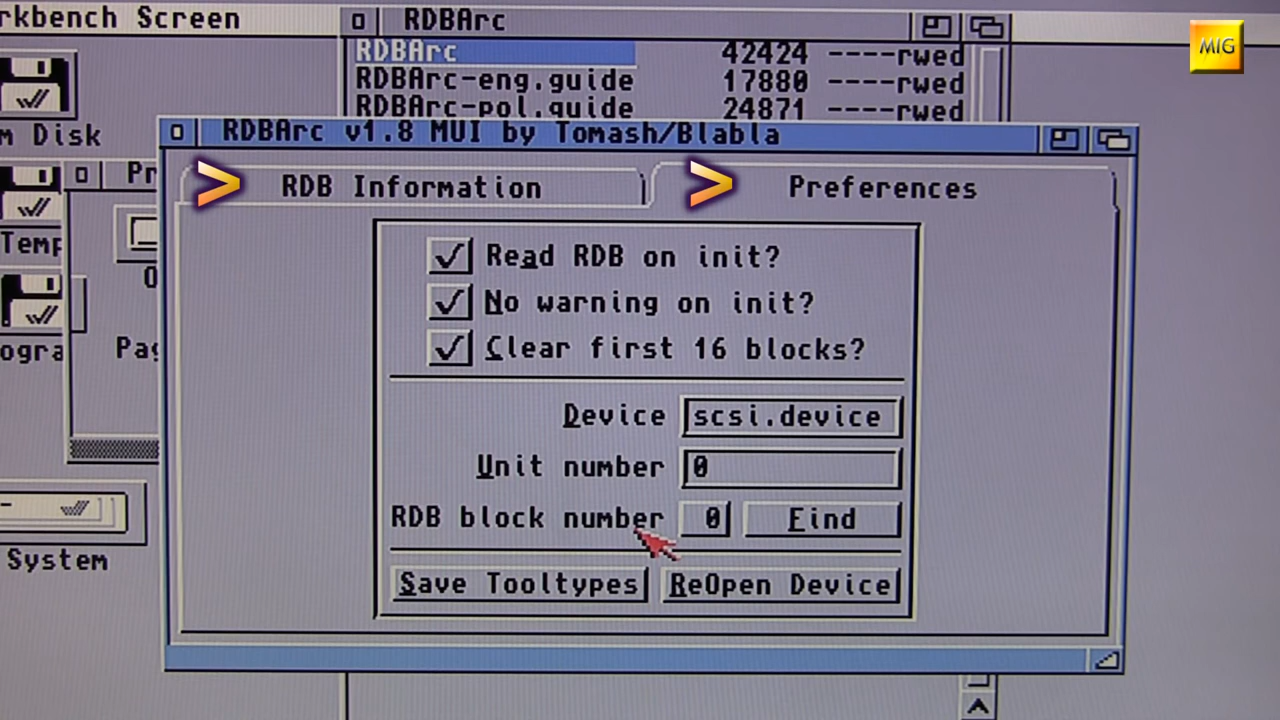 rkbench Screen
RDBArc
MIG
RDBArc 42424 ----rwed
RDBArc-eng.guide 17880 ----rwed
RDBArc-pol.guide 24871 ----rwed
m Disk
RDBArc v1.8 MUI by Tomash/Blabla
Pr
> RDB Information > Preferences
Temp
Read RDB on init?
No warning on init?
ogra
Pag
Clear first 16 blocks?
Device scsi.device
Unit number 0
RDB block number 0 Find
System
Save Tooltypes ReOpen Device